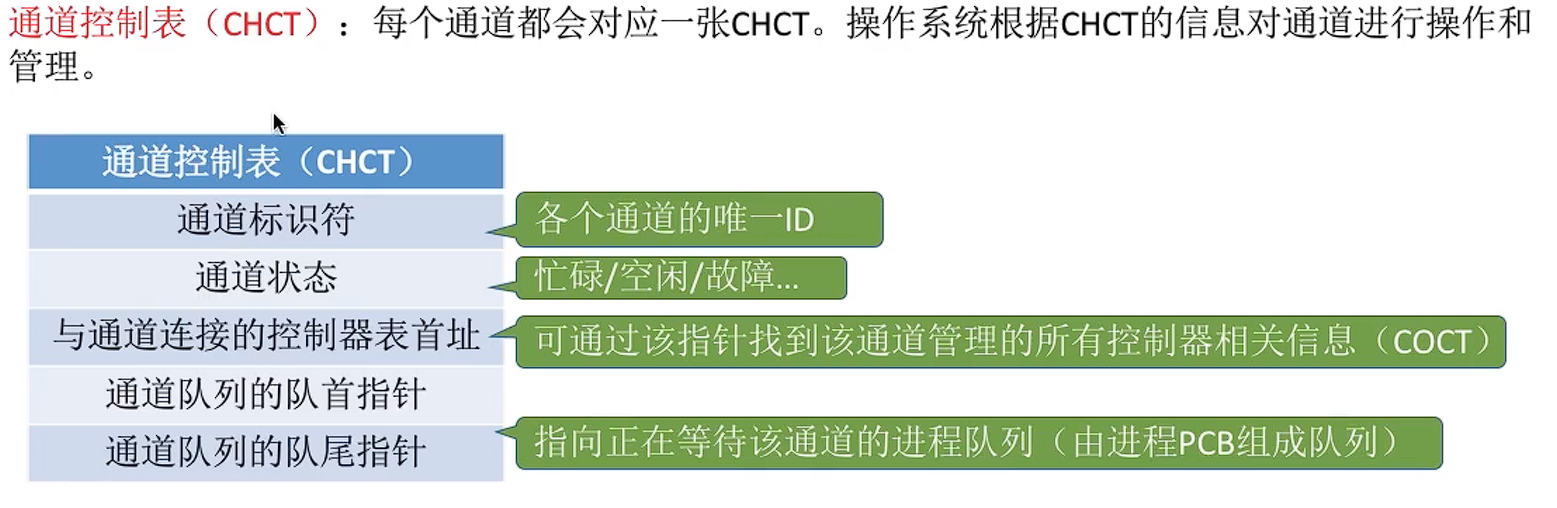 通道控制表（CHCT）：每个通道都会对应一张CHCT。操作系统根据CHCT的信息对通道进行操作和
管理。
通道控制表（CHCT）
通道标识符
各个通道的唯一ID
通道状态
忙碌/空闲/故障...
与通道连接的控制器表首址
可通过该指针找到该通道管理的所有控制器相关信息（COCT）
通道队列的队首指针
通道队列的队尾指针
指向正在等待该通道的进程队列（由进程PCB组成队列）